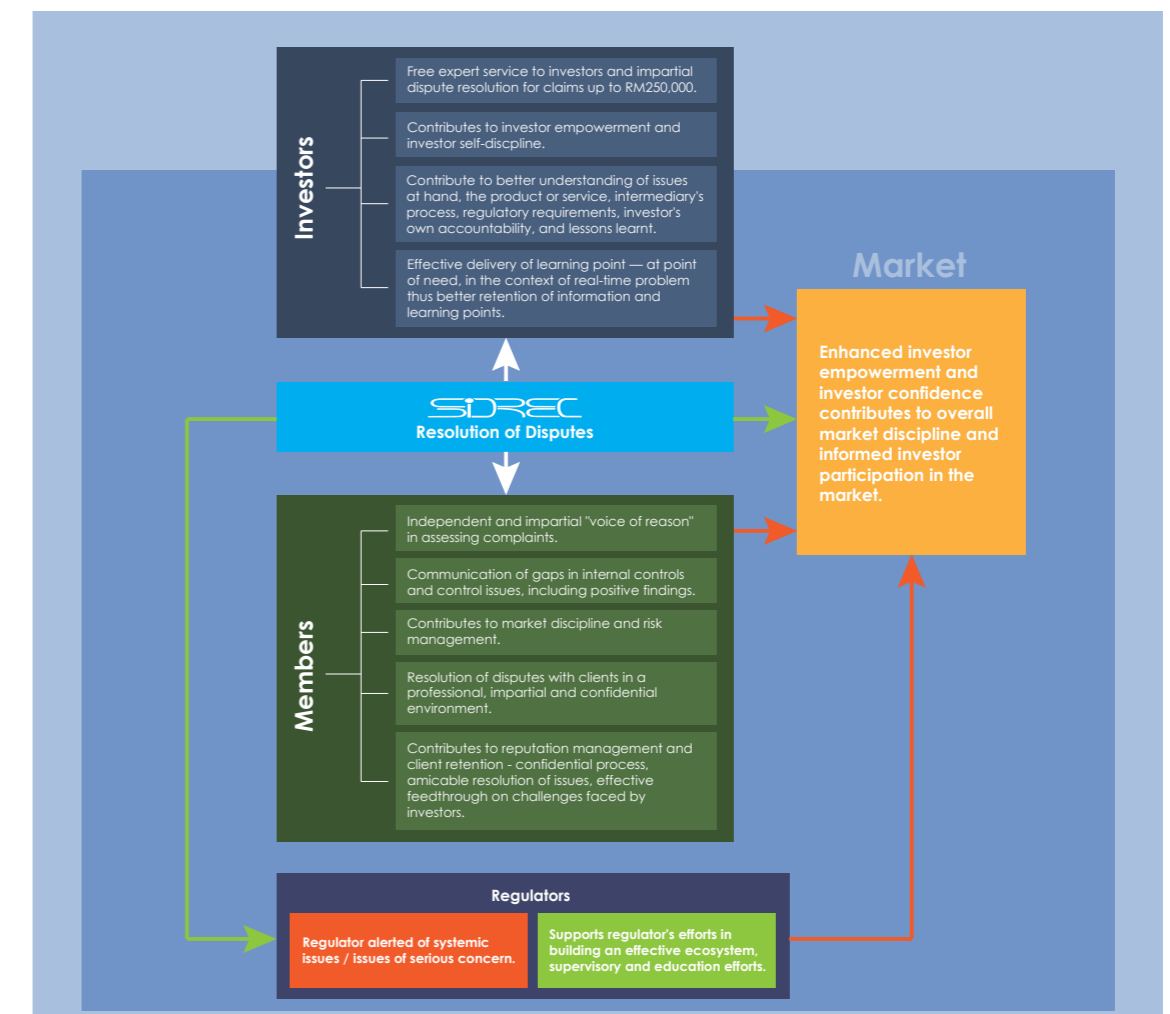 Investors
Free expert service to investors and impartial
dispute resolution for claims up to RM250,000.
Contributes to investor empowerment and
investor self-discpline.
Contribute to better understanding of issues
at hand, the product or service, intermediary's
process, regulatory requirements, investor's
own accountability, and lessons learnt.
Effective delivery of learning point — at point
of need, in the context of real-time problem
thus better retention of information and
learning points.
SIDREC
Resolution of Disputes
Market
Enhanced investor
empowerment and
investor confidence
contributes to overall
market discipline and
informed investor
participation in the
market.
Members
Independent and impartial "voice of reason"
in assessing complaints.
Communication of gaps in internal controls
and control issues, including positive findings.
Contributes to market discipline and risk
management.
Resolution of disputes with clients in a
professional, impartial and confidential
environment.
Contributes to reputation management and
client retention - confidential process,
amicable resolution of issues, effective
feedthrough on challenges faced by
investors.
Regulators
Regulator alerted of systemic
issues / issues of serious concern.
Supports regulator's efforts in
building an effective ecosystem,
supervisory and education efforts.